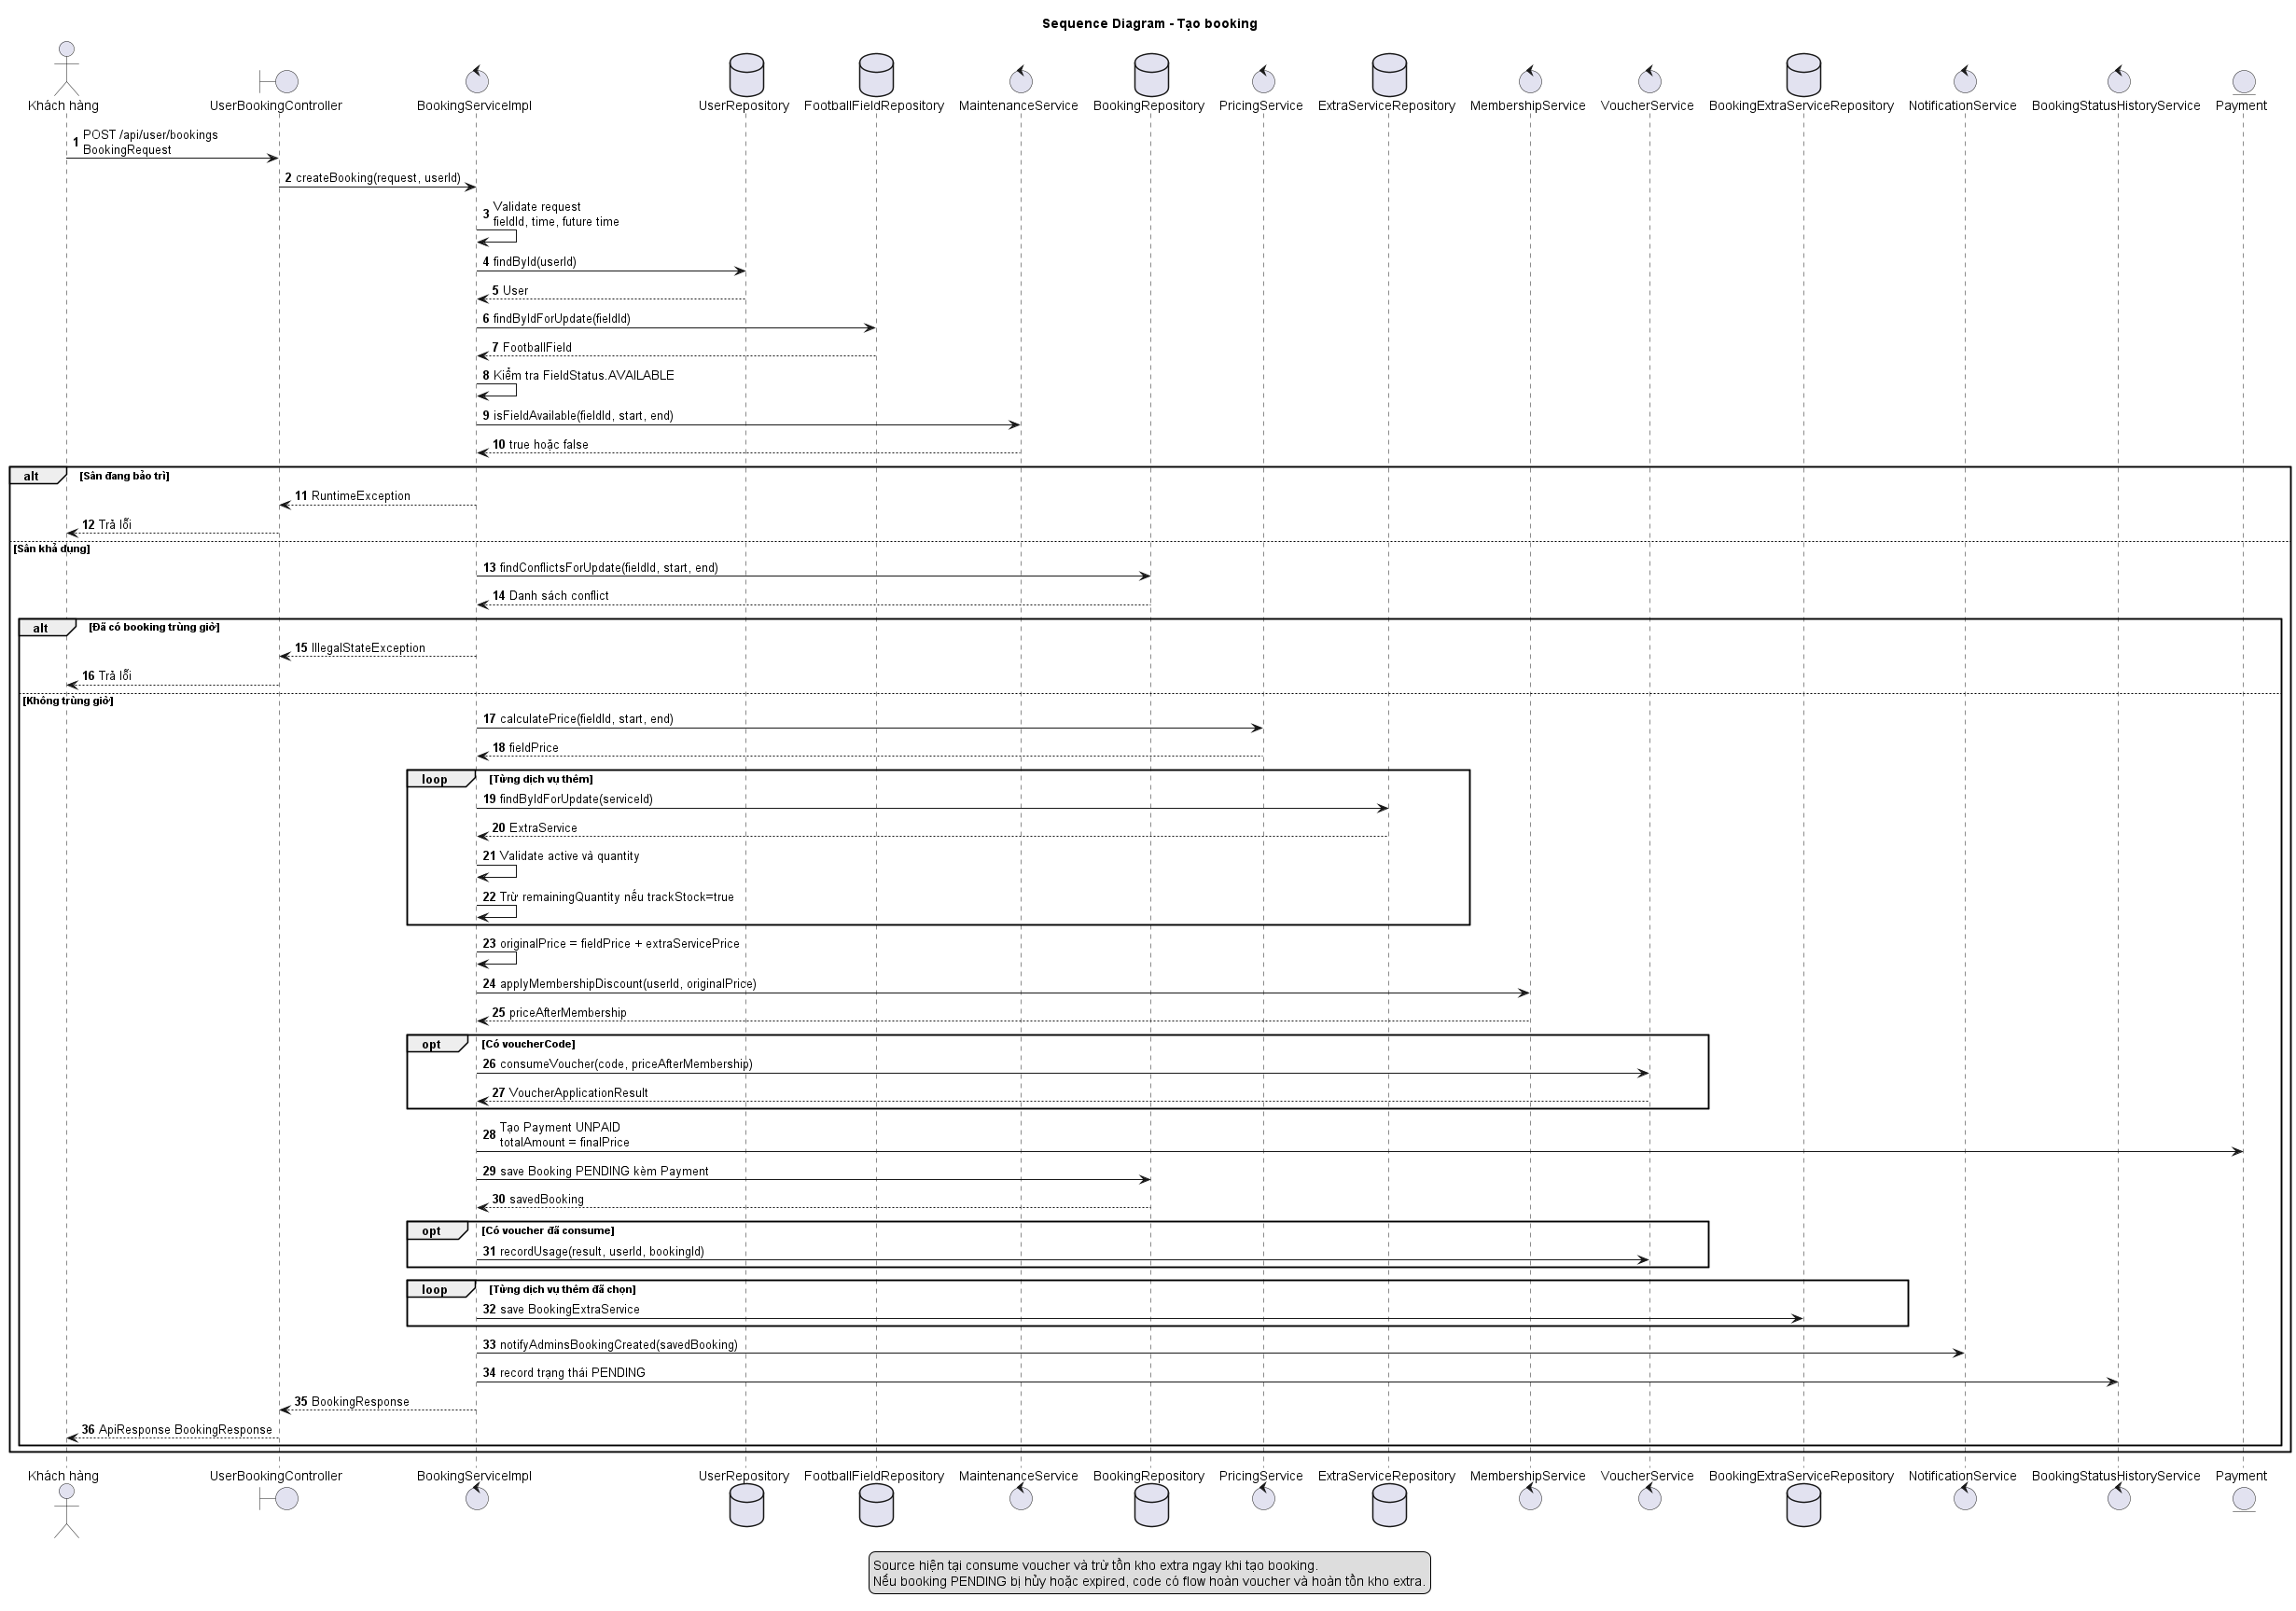 Sequence Diagram - Tạo booking
Khách hàng
UserBookingController
BookingServiceImpl
UserRepository
FootballFieldRepository
MaintenanceService
BookingRepository
PricingService
ExtraServiceRepository
MembershipService
VoucherService
BookingExtraServiceRepository
NotificationService
BookingStatusHistoryService
Payment
1 POST /api/user/bookings
BookingRequest
2 createBooking(request, userId)
3 Validate request
fieldId, time, future time
4 findById(userId)
5 User
6 findByIdForUpdate(fieldId)
7 FootballField
8 Kiểm tra FieldStatus.AVAILABLE
9 isFieldAvailable(fieldId, start, end)
10 true hoặc false
alt [Sân đang bảo trì]
11 RuntimeException
12 Trả lỗi
[Sân khả dụng]
13 findConflictsForUpdate(fieldId, start, end)
14 Danh sách conflict
alt [Đã có booking trùng giờ]
15 IllegalStateException
16 Trả lỗi
[Không trùng giờ]
17 calculatePrice(fieldId, start, end)
18 fieldPrice
loop [Từng dịch vụ thêm]
19 findByIdForUpdate(serviceId)
20 ExtraService
21 Validate active và quantity
22 Trừ remainingQuantity nếu trackStock=true
23 originalPrice = fieldPrice + extraServicePrice
24 applyMembershipDiscount(userId, originalPrice)
25 priceAfterMembership
opt [Có voucherCode]
26 consumeVoucher(code, priceAfterMembership)
27 VoucherApplicationResult
28 Tạo Payment UNPAID
totalAmount = finalPrice
29 save Booking PENDING kèm Payment
30 savedBooking
opt [Có voucher đã consume]
31 recordUsage(result, userId, bookingId)
loop [Từng dịch vụ thêm đã chọn]
32 save BookingExtraService
33 notifyAdminsBookingCreated(savedBooking)
34 record trạng thái PENDING
35 BookingResponse
36 ApiResponse BookingResponse
Khách hàng
UserBookingController
BookingServiceImpl
UserRepository
FootballFieldRepository
MaintenanceService
BookingRepository
PricingService
ExtraServiceRepository
MembershipService
VoucherService
BookingExtraServiceRepository
NotificationService
BookingStatusHistoryService
Payment
Source hiện tại consume voucher và trừ tồn kho extra ngay khi tạo booking.
Nếu booking PENDING bị hủy hoặc expired, code có flow hoàn voucher và hoàn tồn kho extra.